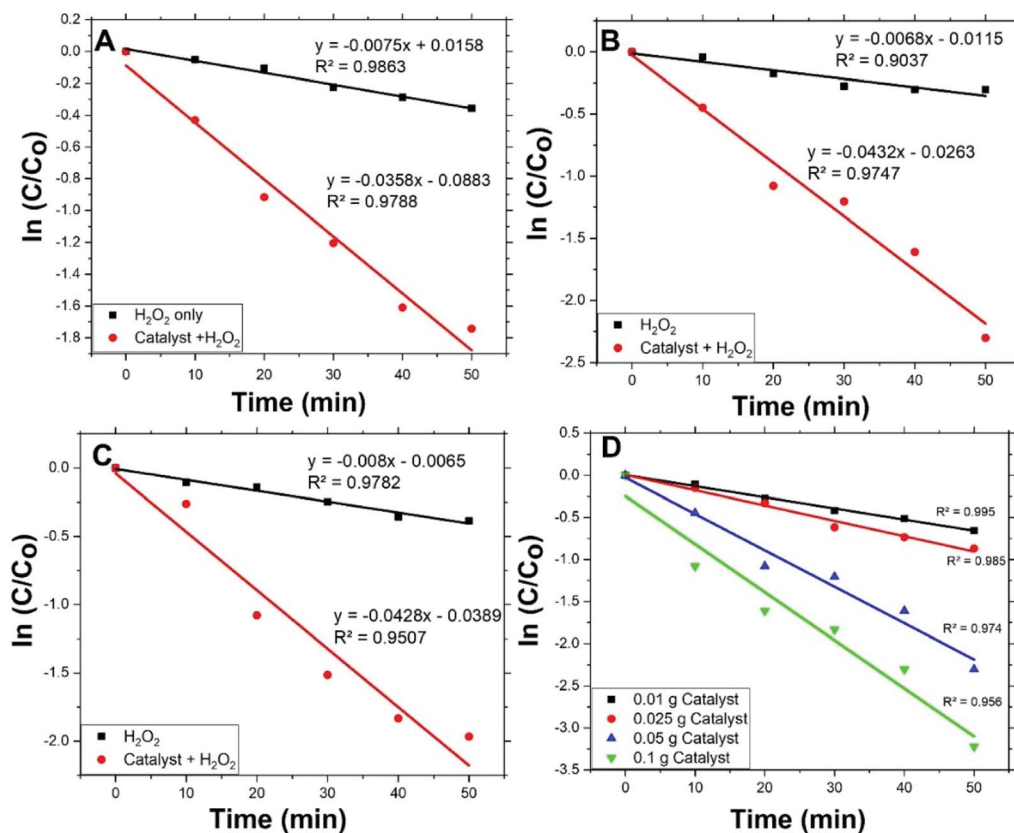 A
y = -0.0075x + 0.0158
R² = 0.9863
y = -0.0358x - 0.0883
R² = 0.9788
H₂O₂ only
Catalyst +H₂O₂
0.2
0.0
-0.2
-0.4
-0.6
-0.8
-1.0
-1.2
-1.4
-1.6
-1.8
ln (C/Co)
0 10 20 30 40 50
Time (min)
B
y = -0.0068x - 0.0115
R² = 0.9037
y = -0.0432x - 0.0263
R² = 0.9747
H₂O₂
Catalyst + H₂O₂
0.5
0.0
-0.5
-1.0
-1.5
-2.0
-2.5
ln (C/Co)
0 10 20 30 40 50
Time (min)
C
y = -0.008x - 0.0065
R² = 0.9782
y = -0.0428x - 0.0389
R² = 0.9507
H₂O₂
Catalyst + H₂O₂
0.0
-0.5
-1.0
-1.5
-2.0
ln (C/Co)
0 10 20 30 40 50
Time (min)
D
R² = 0.995
R² = 0.985
R² = 0.974
R² = 0.956
0.01 g Catalyst
0.025 g Catalyst
0.05 g Catalyst
0.1 g Catalyst
0.5
0.0
-0.5
-1.0
-1.5
-2.0
-2.5
-3.0
-3.5
ln (C/Co)
0 10 20 30 40 50
Time (min)